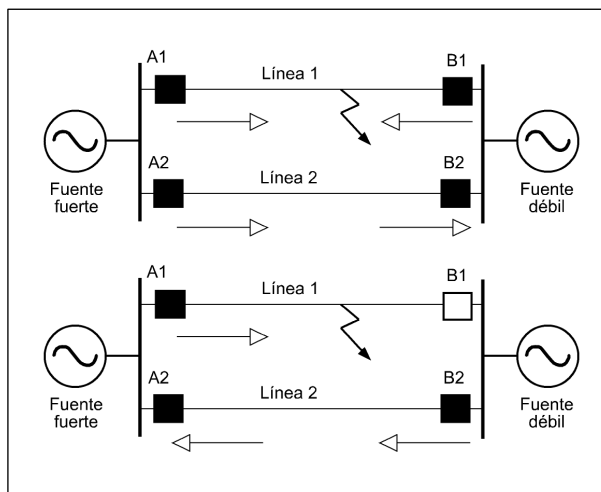 A1
B1
Línea 1
A2
B2
Línea 2
Fuente
fuerte
Fuente
débil
A1
B1
Línea 1
A2
B2
Línea 2
Fuente
fuerte
Fuente
débil